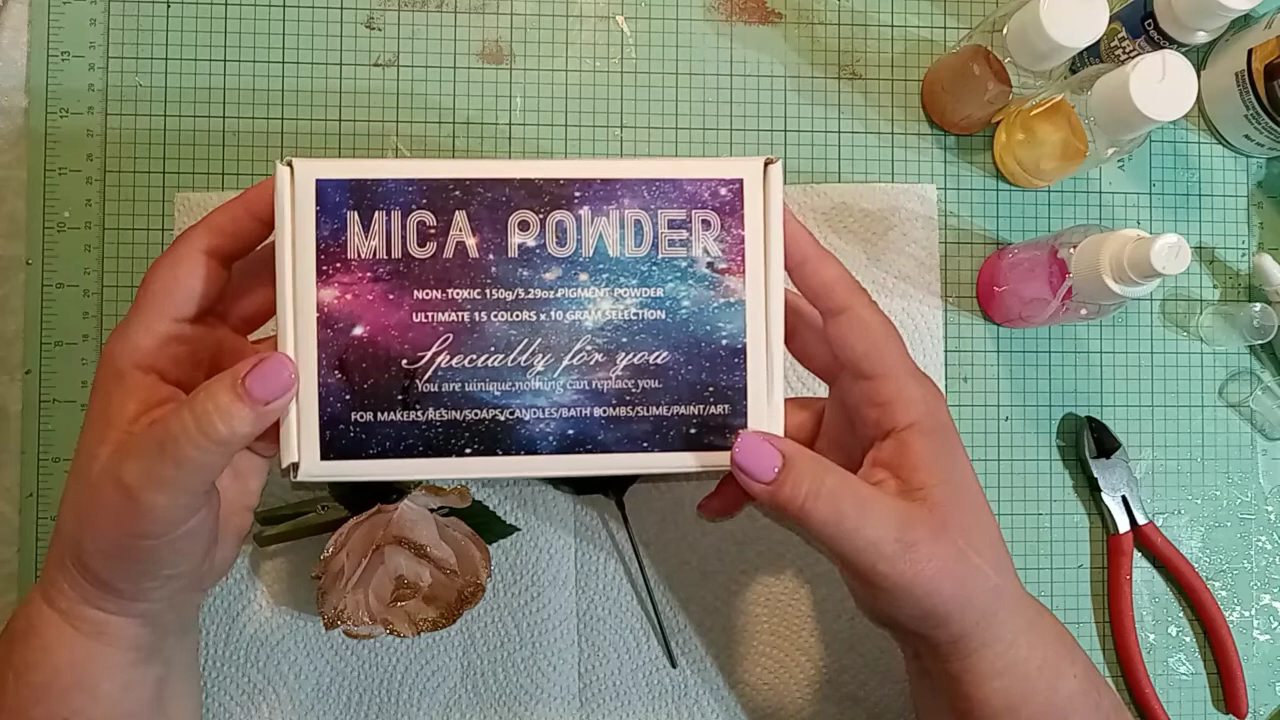 MICA POWDER
NON-TOXIC 150g/5.29oz PIGMENT POWDER
ULTIMATE 15 COLORS x 10 GRAM SELECTION
Specially for you
You are uinique,nothing can replace you.
FOR MAKERS/RESIN/SOAPS/CANDLES/BATH BOMBS/SLIME/PAINT/ART